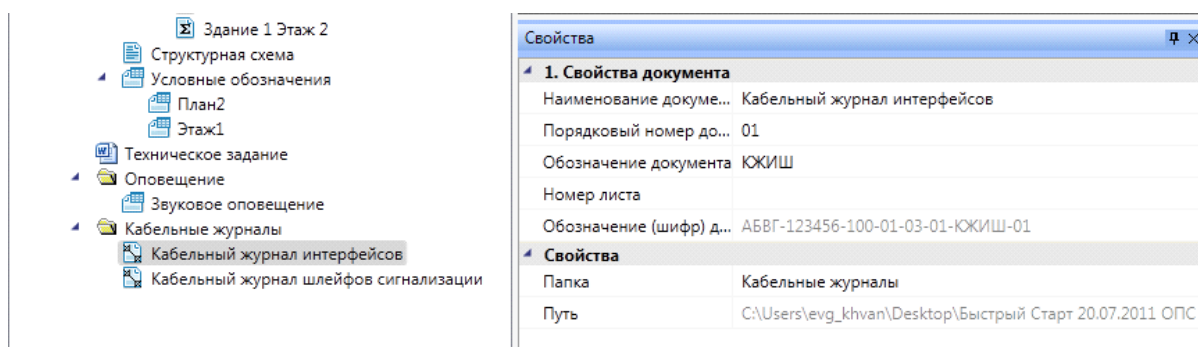 Здание 1 Этаж 2
Структурная схема
Условные обозначения
План2
Этаж1
Техническое задание
Оповещение
Звуковое оповещение
Кабельные журналы
Кабельный журнал интерфейсов
Кабельный журнал шлейфов сигнализации
Свойства
1. Свойства документа
Наименование докуме... Кабельный журнал интерфейсов
Порядковый номер до... 01
Обозначение документа КЖИШ
Номер листа
Обозначение (шифр) д... АБВГ-123456-100-01-03-01-КЖИШ-01
Свойства
Папка Кабельные журналы
Путь C:\Users\evg_khvan\Desktop\Быстрый Старт 20.07.2011 ОПС